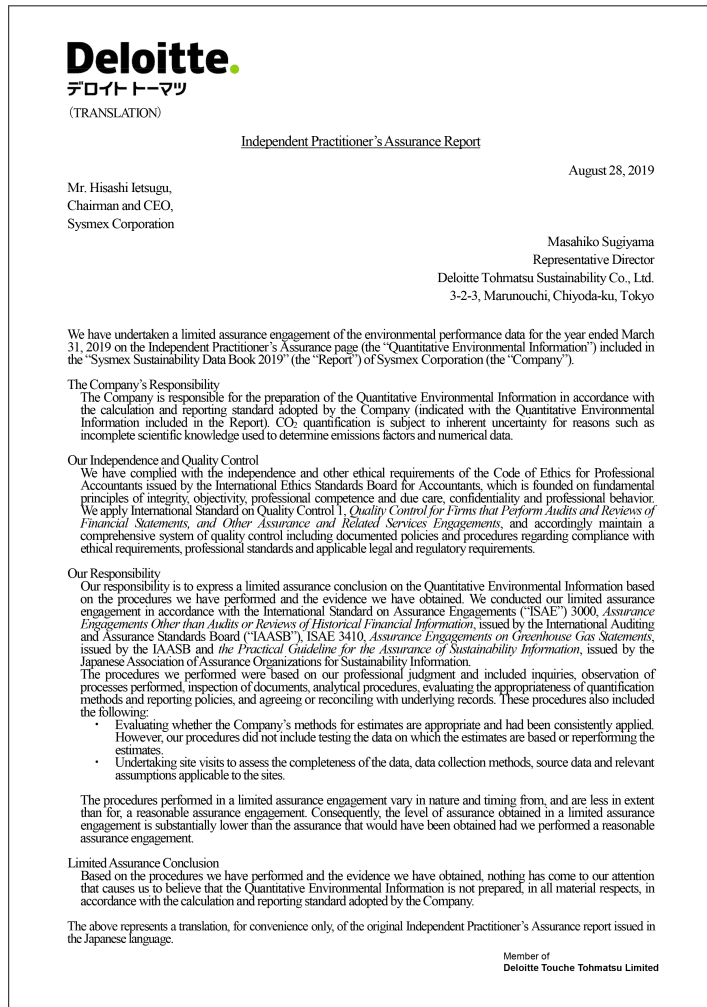 Deloitte.
デロイト トーマツ
（TRANSLATION）
Independent Practitioner's Assurance Report
August 28, 2019
Mr. Hisashi Ietsugu,
Chairman and CEO,
Sysmex Corporation
Masahiko Sugiyama
Representative Director
Deloitte Tohmatsu Sustainability Co., Ltd.
3-2-3, Marunouchi, Chiyoda-ku, Tokyo
We have undertaken a limited assurance engagement of the environmental performance data for the year ended March
31, 2019 on the Independent Practitioner's Assurance page (the “Quantitative Environmental Information”) included in
the “Sysmex Sustainability Data Book 2019” (the “Report”) of Sysmex Corporation (the “Company”).
The Company's Responsibility
The Company is responsible for the preparation of the Quantitative Environmental Information in accordance with
the calculation and reporting standard adopted by the Company (indicated with the Quantitative Environmental
Information included in the Report). CO₂ quantification is subject to inherent uncertainty for reasons such as
incomplete scientific knowledge used to determine emissions factors and numerical data.
Our Independence and Quality Control
We have complied with the independence and other ethical requirements of the Code of Ethics for Professional
Accountants issued by the International Ethics Standards Board for Accountants, which is founded on fundamental
principles of integrity, objectivity, professional competence and due care, confidentiality and professional behavior.
We apply International Standard on Quality Control 1, Quality Control for Firms that Perform Audits and Reviews of
Financial Statements, and Other Assurance and Related Services Engagements, and accordingly maintain a
comprehensive system of quality control including documented policies and procedures regarding compliance with
ethical requirements, professional standards and applicable legal and regulatory requirements.
Our Responsibility
Our responsibility is to express a limited assurance conclusion on the Quantitative Environmental Information based
on the procedures we have performed and the evidence we have obtained. We conducted our limited assurance
engagement in accordance with the International Standard on Assurance Engagements (“ISAE”) 3000, Assurance
Engagements Other than Audits or Reviews of Historical Financial Information, issued by the International Auditing
and Assurance Standards Board (“IAASB”), ISAE 3410, Assurance Engagements on Greenhouse Gas Statements,
issued by the IAASB and the Practical Guideline for the Assurance of Sustainability Information, issued by the
Japanese Association of Assurance Organizations for Sustainability Information.
The procedures we performed were based on our professional judgment and included inquiries, observation of
processes performed, inspection of documents, analytical procedures, evaluating the appropriateness of quantification
methods and reporting policies, and agreeing or reconciling with underlying records. These procedures also included
the following:
・ Evaluating whether the Company's methods for estimates are appropriate and had been consistently applied.
However, our procedures did not include testing the data on which the estimates are based or reperforming the
estimates.
・ Undertaking site visits to assess the completeness of the data, data collection methods, source data and relevant
assumptions applicable to the sites.
The procedures performed in a limited assurance engagement vary in nature and timing from, and are less in extent
than for, a reasonable assurance engagement. Consequently, the level of assurance obtained in a limited assurance
engagement is substantially lower than the assurance that would have been obtained had we performed a reasonable
assurance engagement.
Limited Assurance Conclusion
Based on the procedures we have performed and the evidence we have obtained, nothing has come to our attention
that causes us to believe that the Quantitative Environmental Information is not prepared, in all material respects, in
accordance with the calculation and reporting standard adopted by the Company.
The above represents a translation, for convenience only, of the original Independent Practitioner's Assurance report issued in
the Japanese language.
Member of
Deloitte Touche Tohmatsu Limited